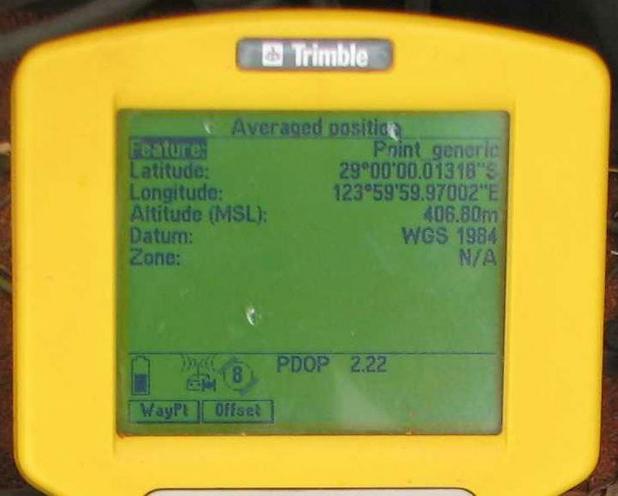 Trimble
Averaged position
Feature: Point_generic
Latitude: 29°00'00.01316"S
Longitude: 123°59'59.97002"E
Altitude (MSL): 406.80m
Datum: WGS 1984
Zone: N/A
8 PDOP 2.22
WayPt Offset